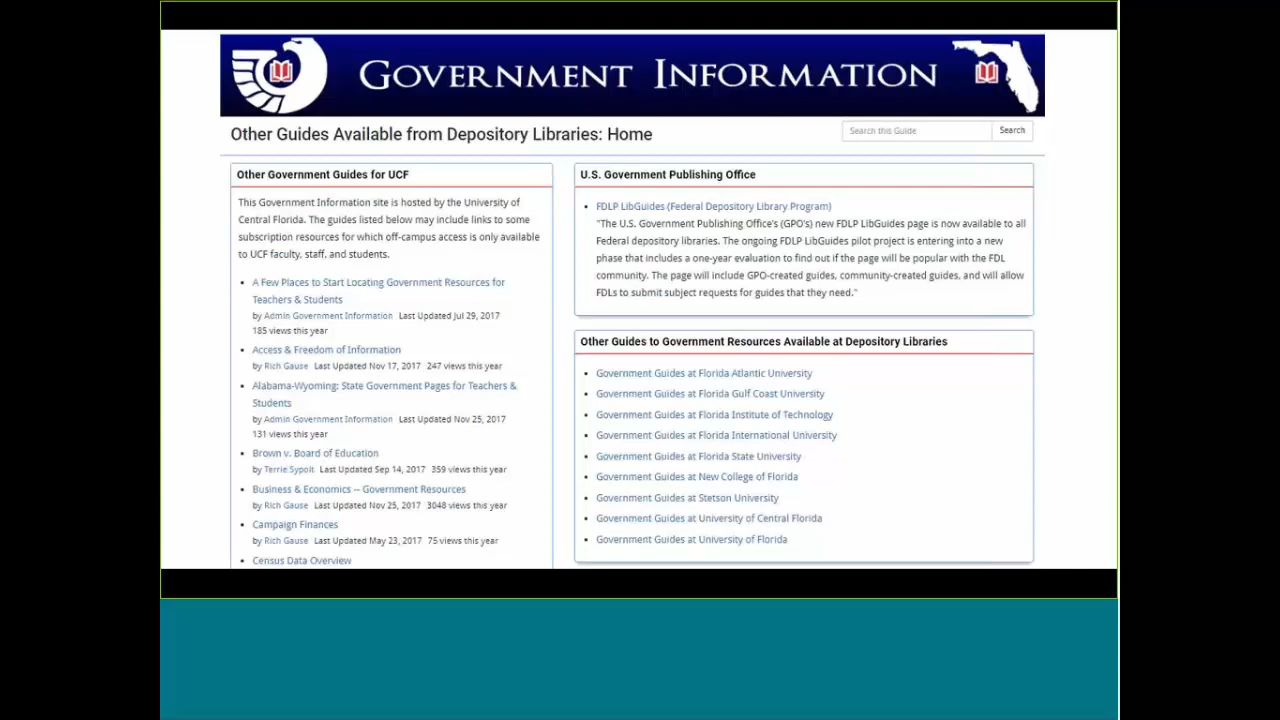 GOVERNMENT INFORMATION
Other Guides Available from Depository Libraries: Home
Search this Guide
Search
Other Government Guides for UCF
This Government Information site is hosted by the University of
Central Florida. The guides listed below may include links to some
subscription resources for which off-campus access is only available
to UCF faculty, staff, and students.
A Few Places to Start Locating Government Resources for
Teachers & Students
by Admin Government Information Last Updated Jul 29, 2017
185 views this year
Access & Freedom of Information
by Rich Gause Last Updated Nov 17, 2017 247 views this year
Alabama-Wyoming: State Government Pages for Teachers &
Students
by Admin Government Information Last Updated Nov 25, 2017
131 views this year
Brown v. Board of Education
by Terrie Sypolt Last Updated Sep 14, 2017 359 views this year
Business & Economics -- Government Resources
by Rich Gause Last Updated Nov 25, 2017 3048 views this year
Campaign Finances
by Rich Gause Last Updated May 23, 2017 75 views this year
Census Data Overview
U.S. Government Publishing Office
FDLP LibGuides (Federal Depository Library Program)
"The U.S. Government Publishing Office's (GPO's) new FDLP LibGuides page is now available to all
Federal depository libraries. The ongoing FDLP LibGuides pilot project is entering into a new
phase that includes a one-year evaluation to find out if the page will be popular with the FDL
community. The page will include GPO-created guides, community-created guides, and will allow
FDLs to submit subject requests for guides that they need."
Other Guides to Government Resources Available at Depository Libraries
Government Guides at Florida Atlantic University
Government Guides at Florida Gulf Coast University
Government Guides at Florida Institute of Technology
Government Guides at Florida International University
Government Guides at Florida State University
Government Guides at New College of Florida
Government Guides at Stetson University
Government Guides at University of Central Florida
Government Guides at University of Florida